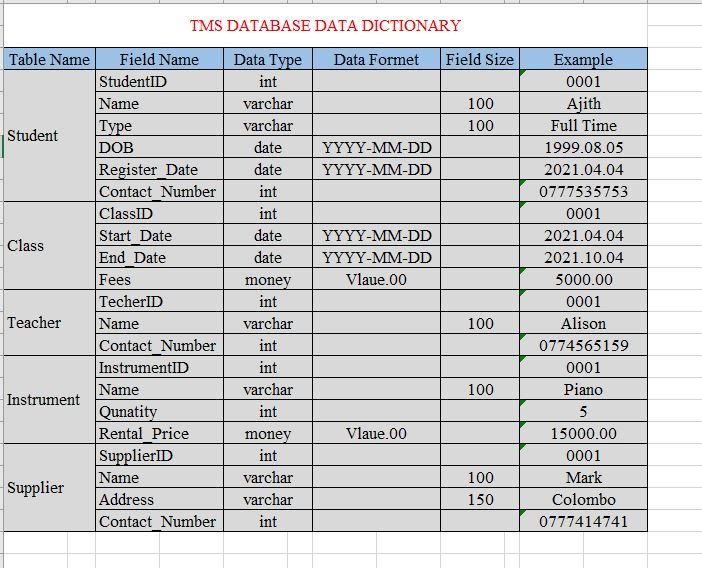 TMS DATABASE DATA DICTIONARY
Table Name Field Name Data Type Data Formet Field Size Example
Student
StudentID int 0001
Name varchar 100 Ajith
Type varchar 100 Full Time
DOB date YYYY-MM-DD 1999.08.05
Register_Date date YYYY-MM-DD 2021.04.04
Contact_Number int 0777535753
Class
ClassID int 0001
Start_Date date YYYY-MM-DD 2021.04.04
End_Date date YYYY-MM-DD 2021.10.04
Fees money Vlaue.00 5000.00
Teacher
TecherID int 0001
Name varchar 100 Alison
Contact_Number int 0774565159
Instrument
InstrumentID int 0001
Name varchar 100 Piano
Qunatity int 5
Rental_Price money Vlaue.00 15000.00
Supplier
SupplierID int 0001
Name varchar 100 Mark
Address varchar 150 Colombo
Contact_Number int 0777414741